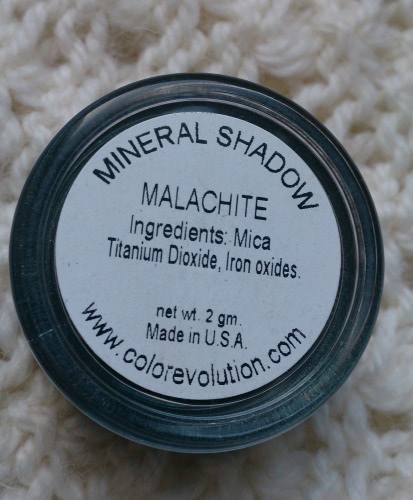 MINERAL SHADOW
MALACHITE
Ingredients: Mica
Titanium Dioxide, Iron oxides.
net wt. 2 gm.
Made in U.S.A.
www.colorevolution.com